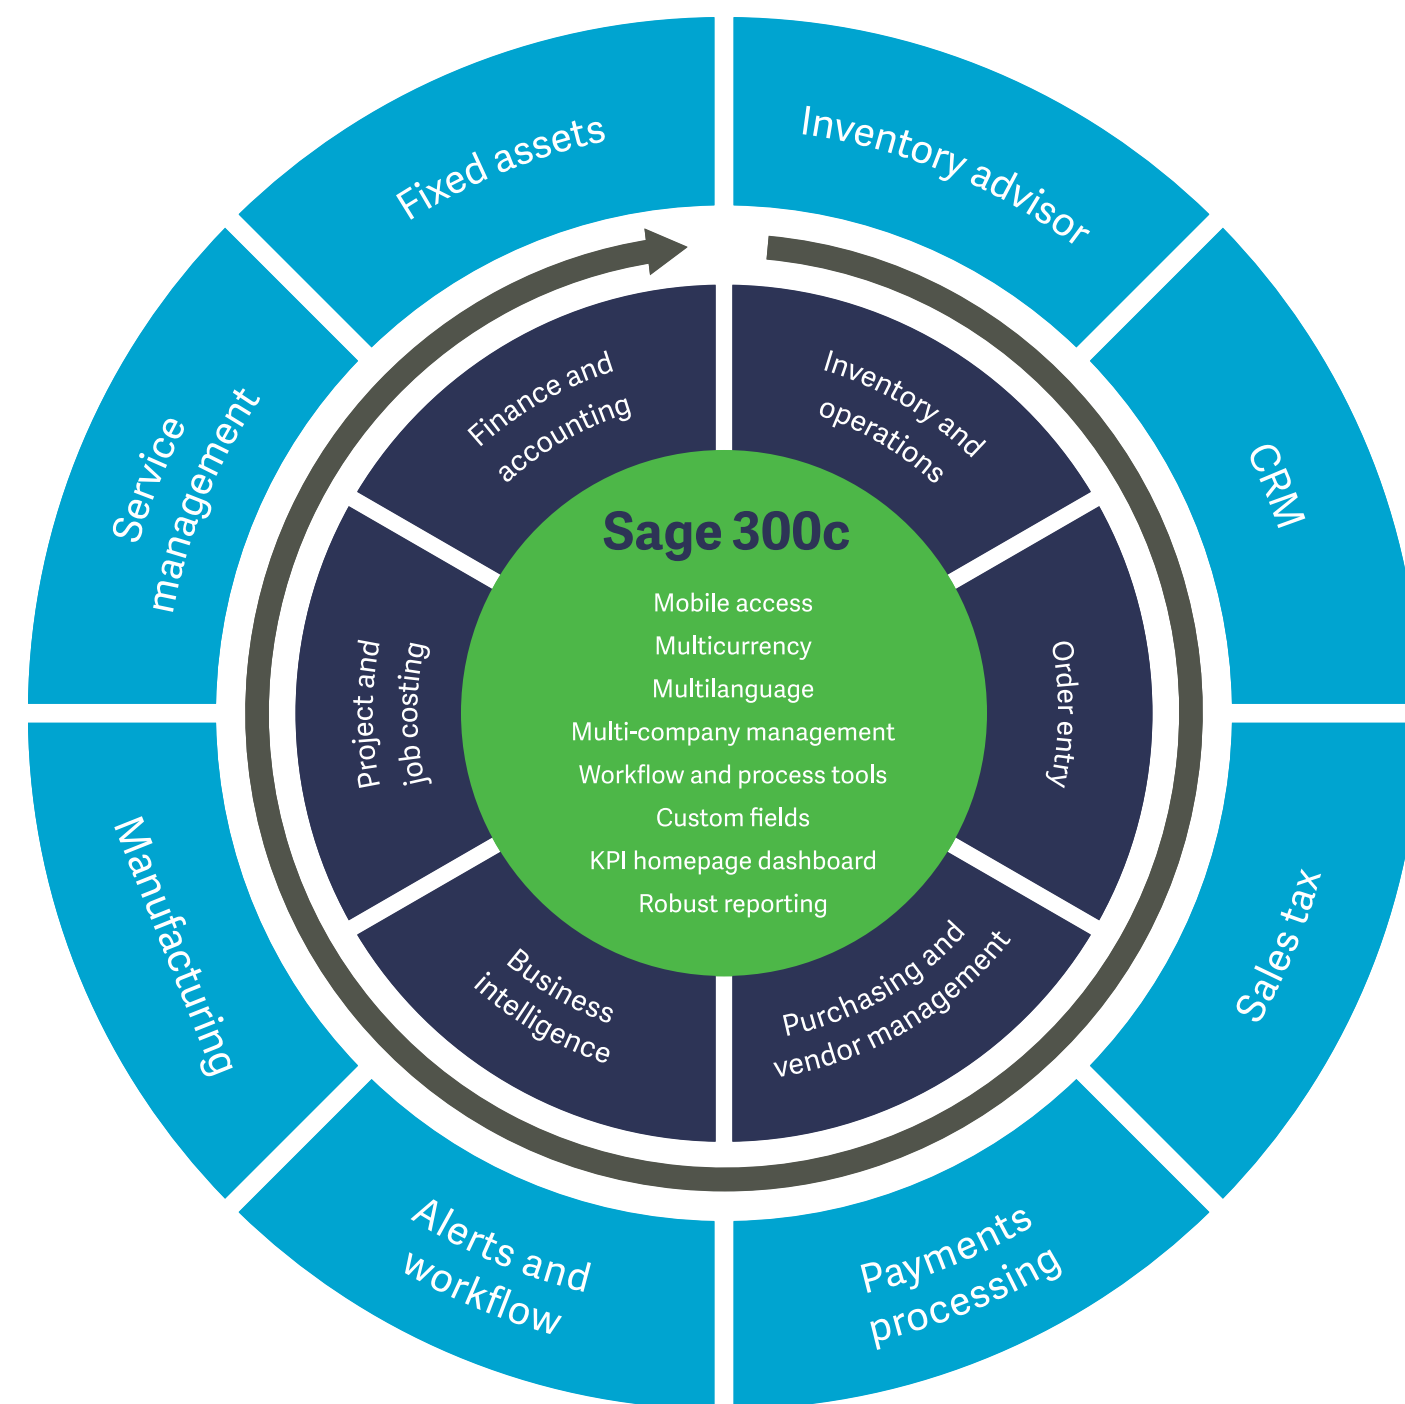 Fixed assets
Inventory advisor
CRM
Sales tax
Payments
processing
Alerts and
workflow
Manufacturing
Service
management
Finance and
accounting
Inventory and
operations
Order entry
Purchasing and
vendor management
Business
intelligence
Project and
job costing
Sage 300c
Mobile access
Multicurrency
Multilanguage
Multi-company management
Workflow and process tools
Custom fields
KPI homepage dashboard
Robust reporting